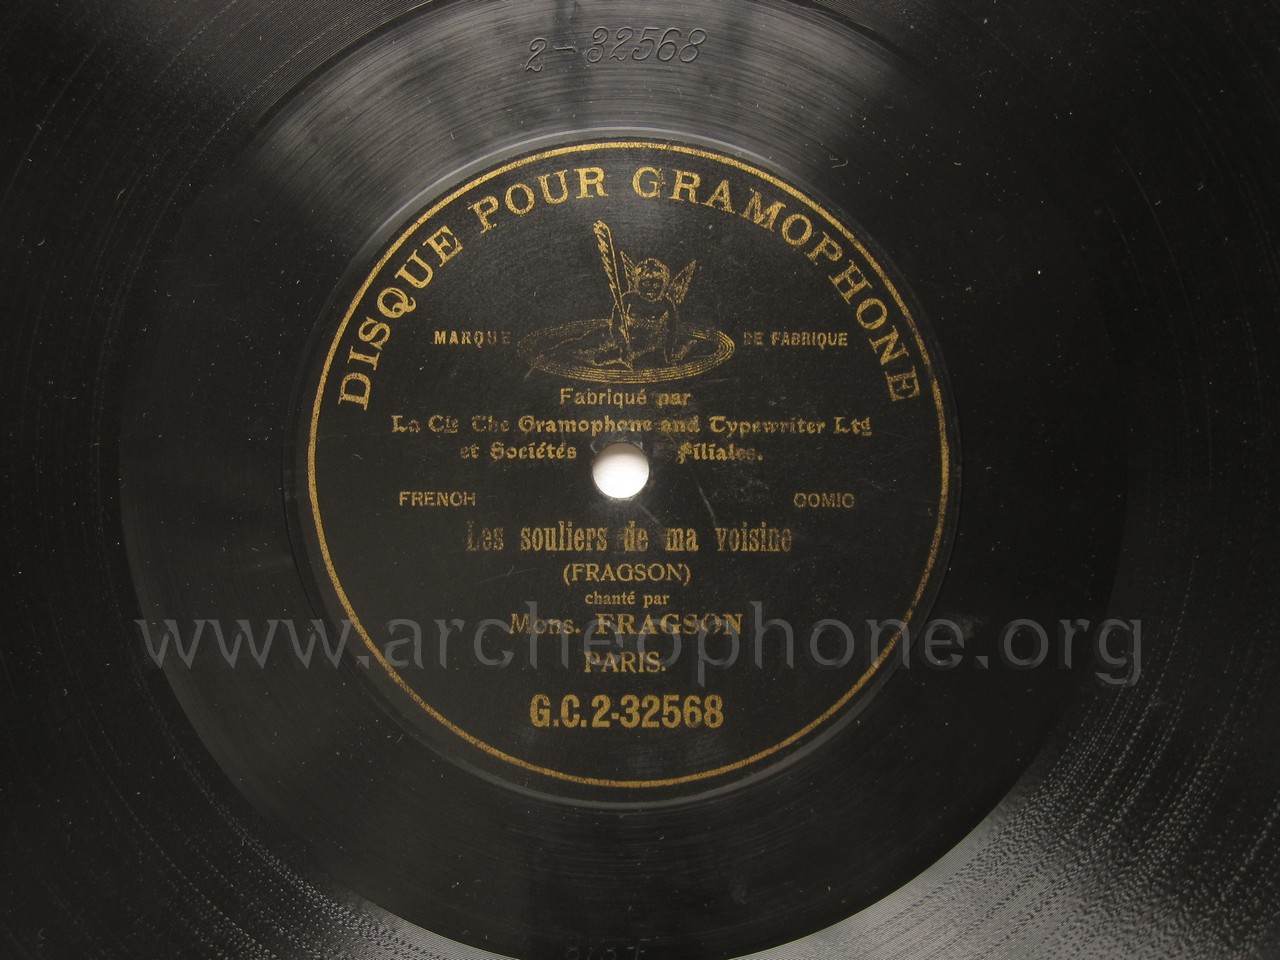 2-32568
DISQUE POUR GRAMOPHONE
MARQUE DE FABRIQUE
Fabriqué par
La Cie The Gramophone and Typewriter Ltd
et Sociétés Filiales.
FRENCH COMIC
Les souliers de ma voisine
(FRAGSON)
chanté par
Mons. FRAGSON
www.archeophone.org
PARIS.
G.C.2-32568